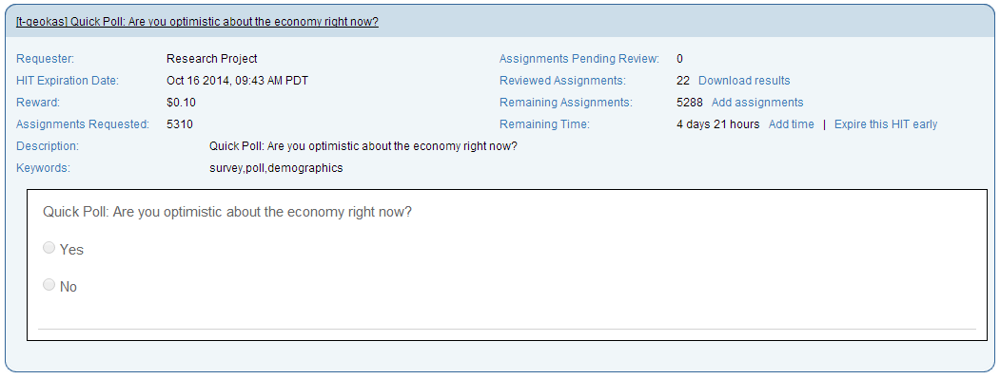 [t-geokas] Quick Poll: Are you optimistic about the economy right now?
Requester: Research Project Assignments Pending Review: 0
HIT Expiration Date: Oct 16 2014, 09:43 AM PDT Reviewed Assignments: 22 Download results
Reward: $0.10 Remaining Assignments: 5288 Add assignments
Assignments Requested: 5310 Remaining Time: 4 days 21 hours Add time | Expire this HIT early
Description: Quick Poll: Are you optimistic about the economy right now?
Keywords: survey,poll,demographics
Quick Poll: Are you optimistic about the economy right now?
Yes
No